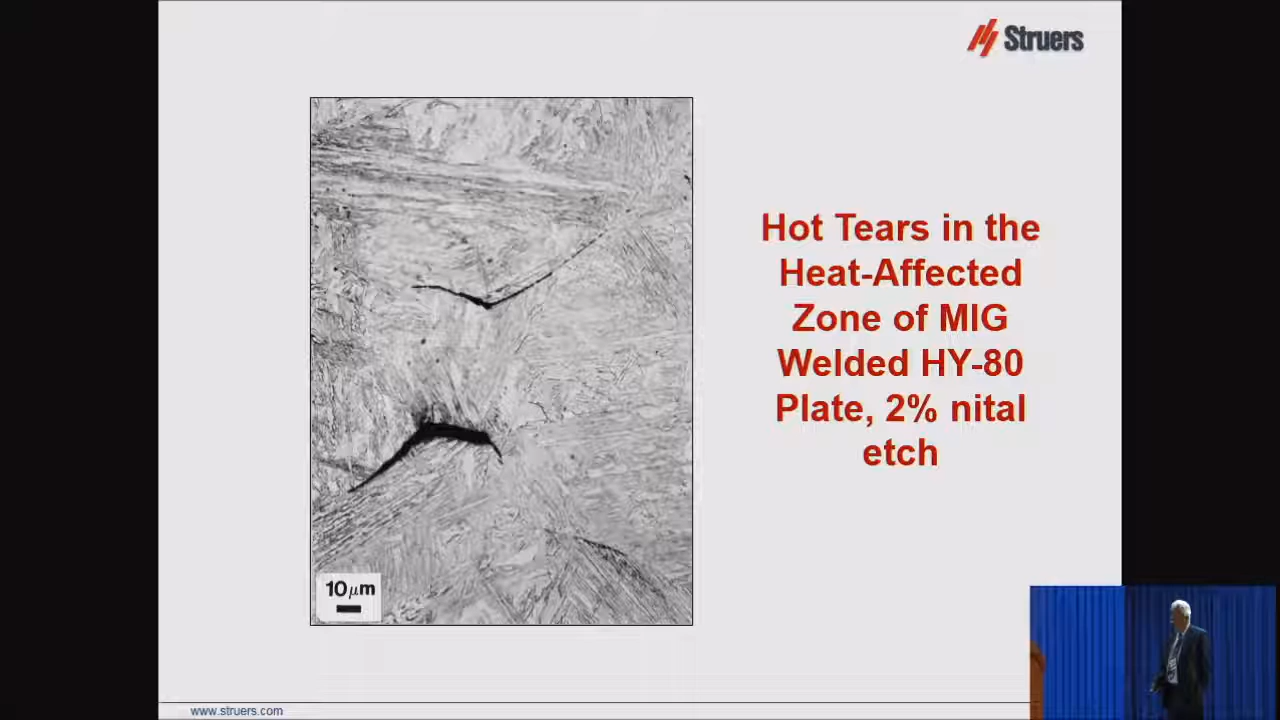 Struers
Hot Tears in the
Heat-Affected
Zone of MIG
Welded HY-80
Plate, 2% nital
etch
10μm
www.struers.com